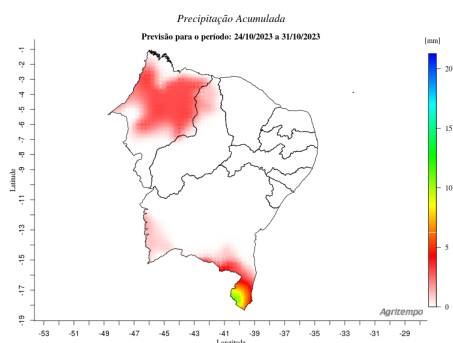 Precipitação Acumulada
Previsão para o período: 24/10/2023 a 31/10/2023
[mm]
20
15
10
5
0
Latitude
-1
-2
-3
-4
-5
-6
-7
-8
-9
-11
-13
-15
-17
-19
Agritempo
-53 -51 -49 -47 -45 -43 -41 -39 -37 -35 -33 -31 -29
Longitude